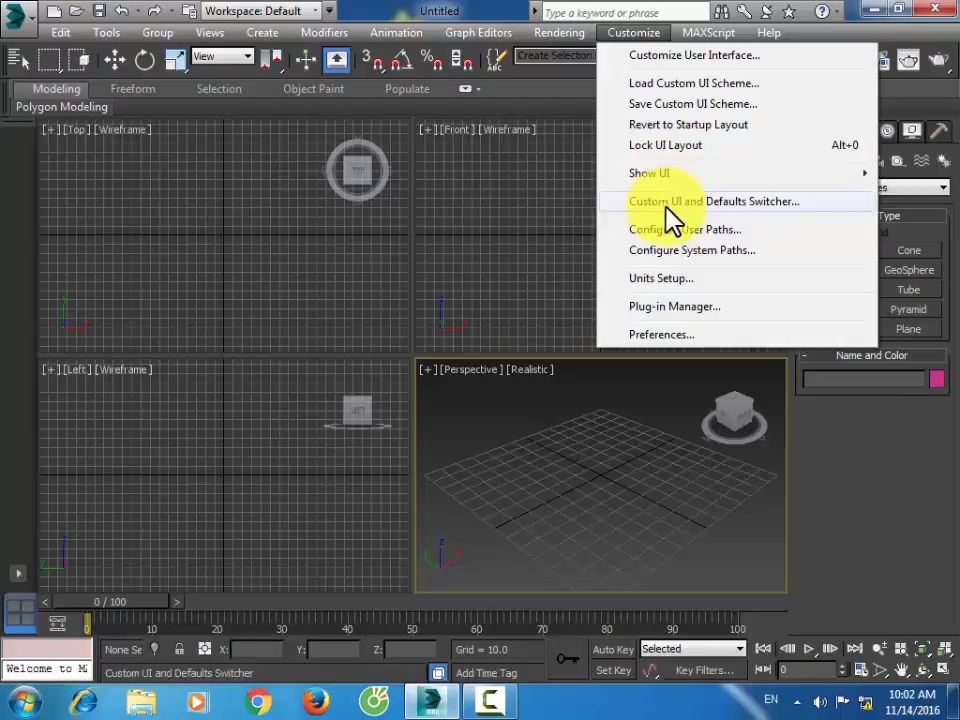 Workspace: Default
Untitled
Type a keyword or phrase
Edit Tools Group Views Create Modifiers Animation Graph Editors Rendering Customize MAXScript Help
View
Create Selection
Modeling Freeform Selection Object Paint Populate
Polygon Modeling
Customize User Interface...
Load Custom UI Scheme...
Save Custom UI Scheme...
Revert to Startup Layout
Lock UI Layout Alt+0
Show UI
Custom UI and Defaults Switcher...
Configure User Paths...
Configure System Paths...
Units Setup...
Plug-in Manager...
Preferences...
[+] [Top] [Wireframe]
TOP
[+] [Front] [Wireframe]
Type
Cone
GeoSphere
Tube
Pyramid
Plane
Name and Color
[+] [Left] [Wireframe]
[+] [Perspective] [Realistic]
0 / 100
0 10 20 30 40 50 60 70 80 90 100
None Se X: Y: Z: Grid = 10.0 Auto Key Selected
Welcome to M
Custom UI and Defaults Switcher Add Time Tag Set Key Key Filters... 0
EN
10:02 AM
11/14/2016